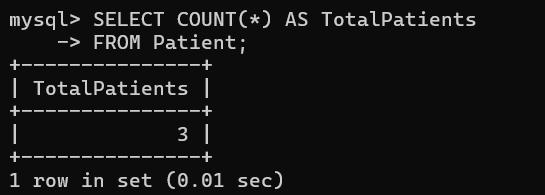 mysql> SELECT COUNT(*) AS TotalPatients
    -> FROM Patient;
+---------------+
| TotalPatients |
+---------------+
|             3 |
+---------------+
1 row in set (0.01 sec)